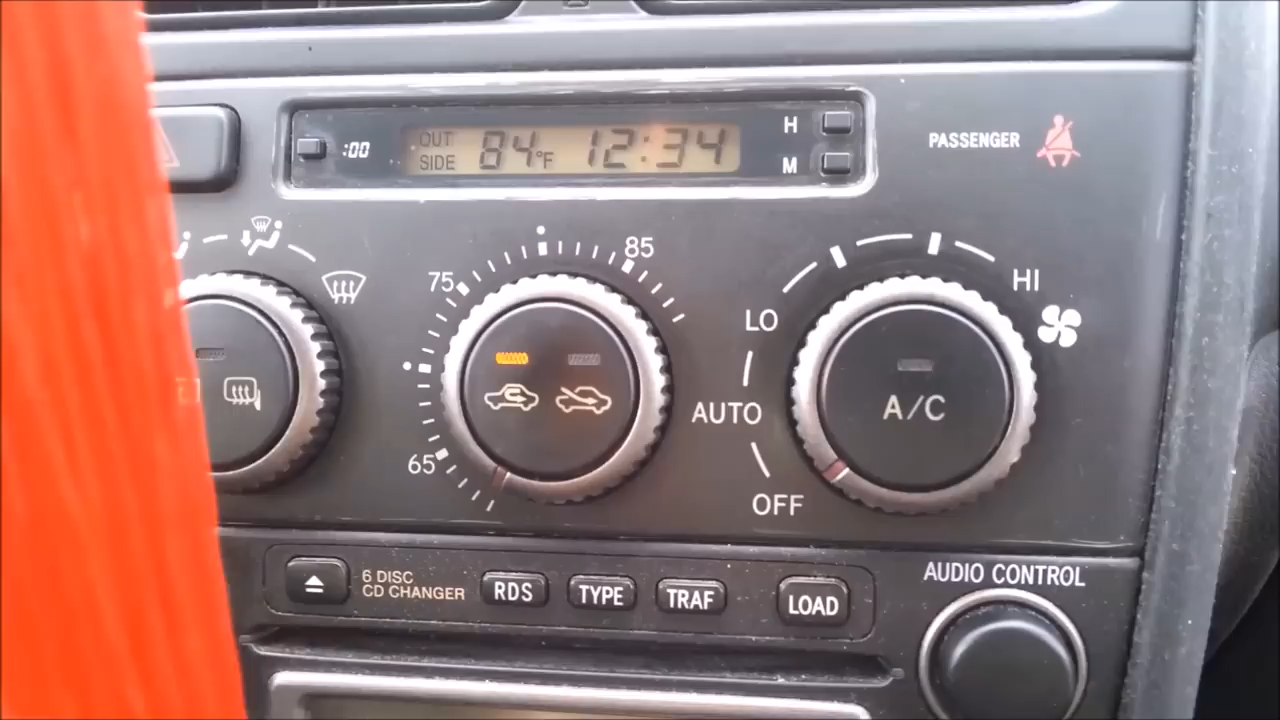 :00
OUT SIDE
84°F 12:34
H
M
PASSENGER
75
85
65
LO
HI
AUTO
OFF
A/C
6 DISC
CD CHANGER
RDS
TYPE
TRAF
LOAD
AUDIO CONTROL